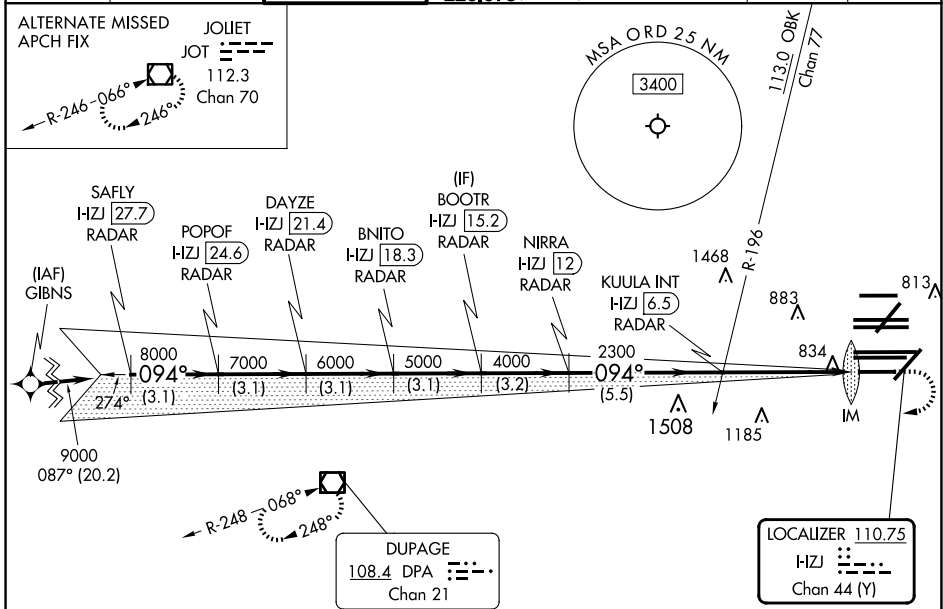 ALTERNATE MISSED
APCH FIX
JOLIET
JOT
112.3
Chan 70
R-246
066°
246°
MSA ORD 25 NM
3400
113.0 OBK
Chan 77
R-196
(IAF)
GIBNS
SAFLY
I-IZJ 27.7
RADAR
POPOF
I-IZJ 24.6
RADAR
DAYZE
I-IZJ 21.4
RADAR
BNITO
I-IZJ 18.3
RADAR
(IF)
BOOTR
I-IZJ 15.2
RADAR
NIRRA
I-IZJ 12
RADAR
KUULA INT
I-IZJ 6.5
RADAR
1468
883
813
834
8000
094°
(3.1)
7000
(3.1)
6000
(3.1)
5000
(3.1)
4000
(3.2)
2300
094°
(5.5)
274°
9000
087° (20.2)
1508
1185
IM
R-248
068°
248°
DUPAGE
108.4 DPA
Chan 21
LOCALIZER 110.75
I-IZJ
Chan 44 (Y)